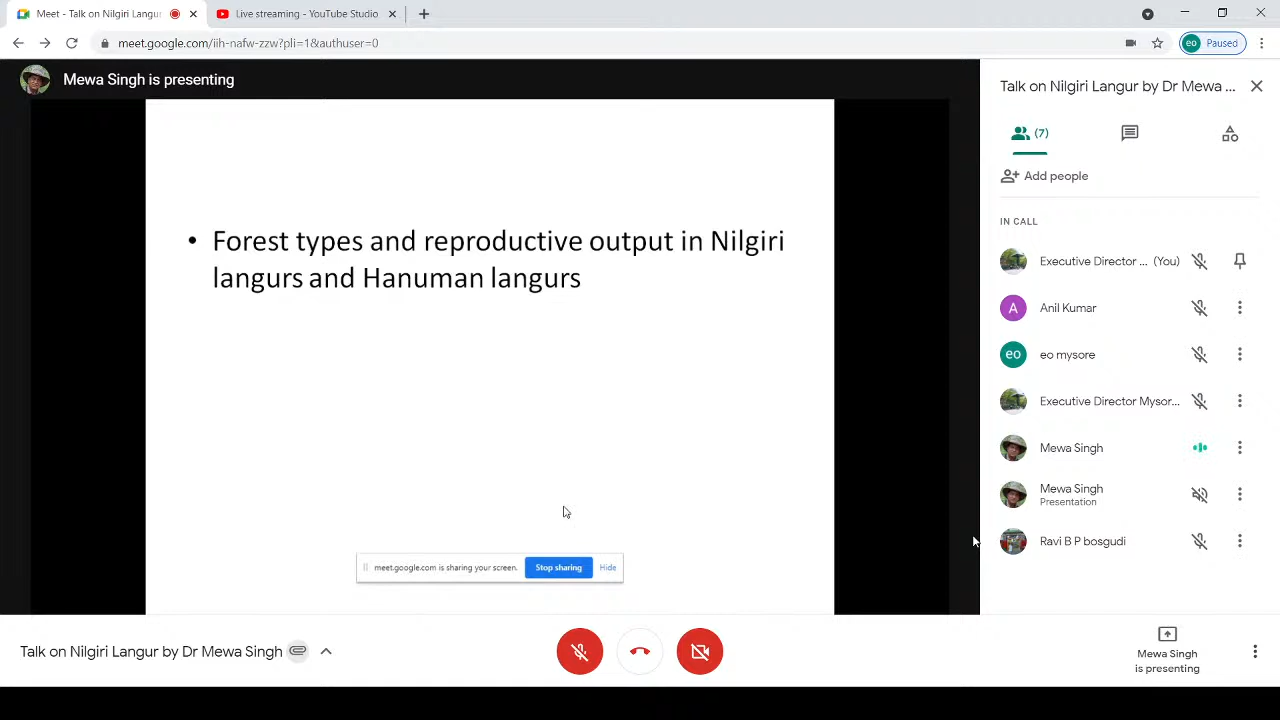 Meet - Talk on Nilgiri Langur
Live streaming - YouTube Studio
meet.google.com/iih-nafw-zzw?pli=1&authuser=0
eo Paused
Mewa Singh is presenting
Talk on Nilgiri Langur by Dr Mewa ...
(7)
Add people
IN CALL
Executive Director ... (You)
A Anil Kumar
eo eo mysore
Executive Director Mysor...
Mewa Singh
Mewa Singh
Presentation
Ravi B P bosgudi
• Forest types and reproductive output in Nilgiri
langurs and Hanuman langurs
meet.google.com is sharing your screen. Stop sharing Hide
Talk on Nilgiri Langur by Dr Mewa Singh
Mewa Singh
is presenting